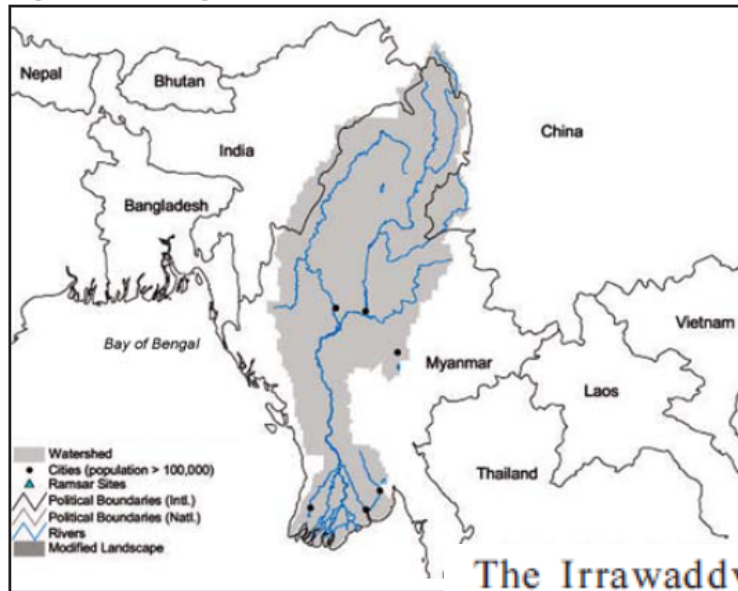 Nepal
Bhutan
China
India
Bangladesh
Vietnam
Bay of Bengal
Myanmar
Laos
Watershed
Cities (population > 100,000)
Ramsar Sites
Thailand
Political Boundaries (Intl.)
Political Boundaries (Natl.)
Rivers
Modified Landscape
The